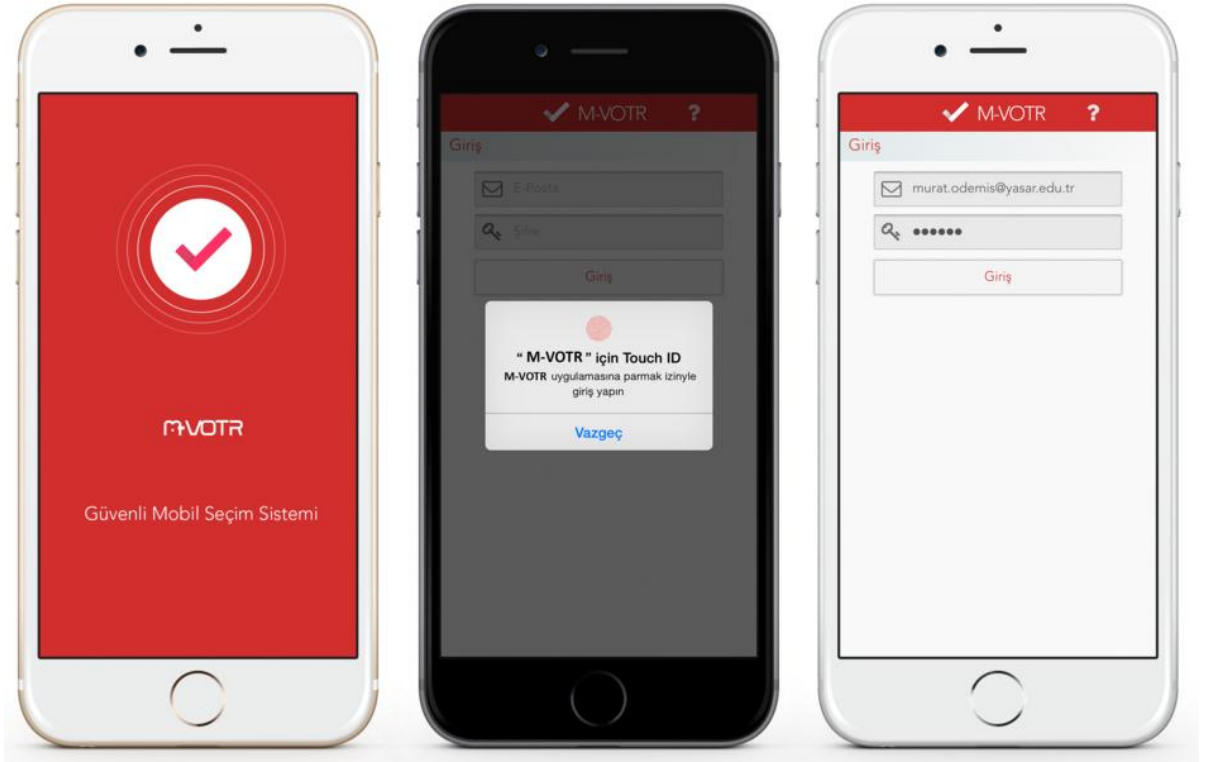 M-VOTR
Güvenli Mobil Seçim Sistemi
M-VOTR ?
Giriş
E-Posta
Şifre
Giriş
“ M-VOTR ” için Touch ID
M-VOTR uygulamasına parmak izinyle
giriş yapın
Vazgeç
M-VOTR ?
Giriş
murat.odemis@yasar.edu.tr
••••••
Giriş